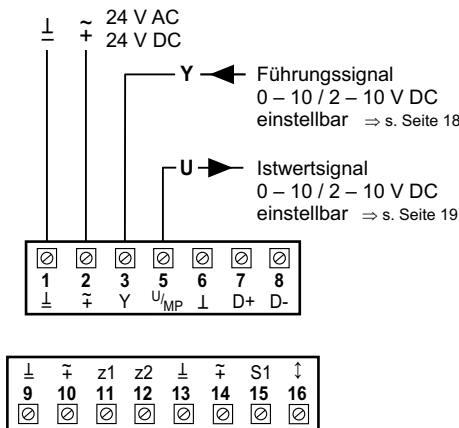 ⊥ ~ 24 V AC
+ 24 V DC
Y Führungssignal
0 – 10 / 2 – 10 V DC
einstellbar ⇒ s. Seite 18
U Istwertsignal
0 – 10 / 2 – 10 V DC
einstellbar ⇒ s. Seite 19
1 2 3 5 6 7 8
⊥ ~+ Y U/MP ⊥ D+ D-
⊥ ~+ z1 z2 ⊥ ~+ S1 ↕
9 10 11 12 13 14 15 16